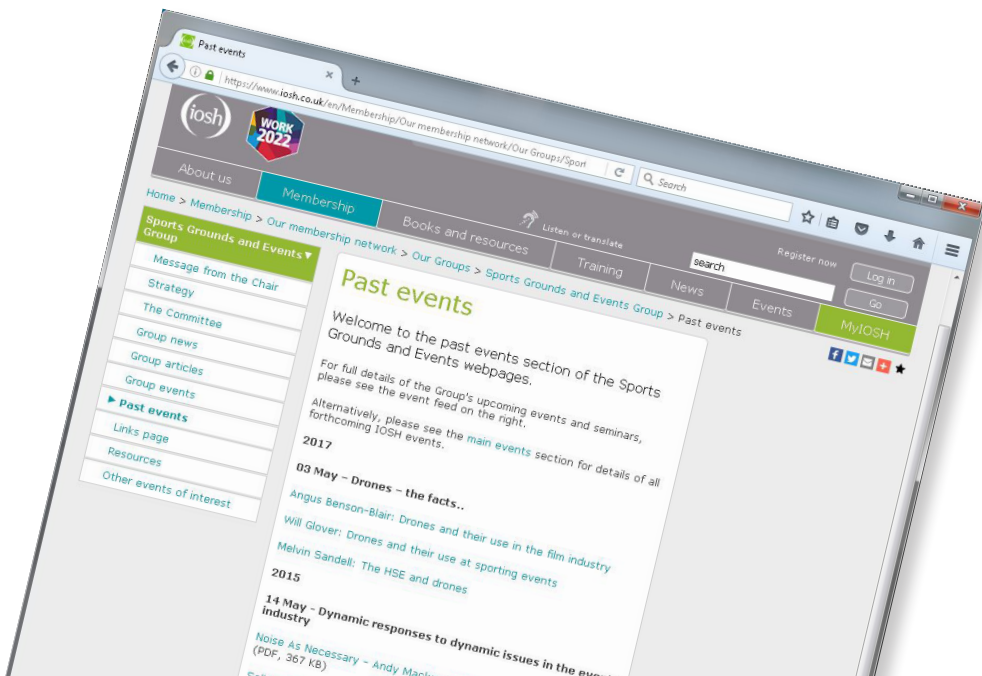 Past events
https://www.iosh.co.uk/en/Membership/Our membership network/Our Groups/Sport
Search
iosh
WORK
2022
Listen or translate
Register now
Log in
search
Go
About us
Membership
Books and resources
Training
News
Events
MyIOSH
Home > Membership > Our membership network > Our Groups > Sports Grounds and Events Group > Past events
Sports Grounds and Events
Group
Message from the Chair
Strategy
The Committee
Group news
Group articles
Group events
Past events
Links page
Resources
Other events of interest
Past events
Welcome to the past events section of the Sports
Grounds and Events webpages.
For full details of the Group's upcoming events and seminars,
please see the event feed on the right.
Alternatively, please see the main events section for details of all
forthcoming IOSH events.
2017
03 May – Drones – the facts..
Angus Benson-Blair: Drones and their use in the film industry
Will Glover: Drones and their use at sporting events
Melvin Sandell: The HSE and drones
2015
14 May - Dynamic responses to dynamic issues in the
industry
Noise As Necessary - Andy
(PDF, 367 KB)